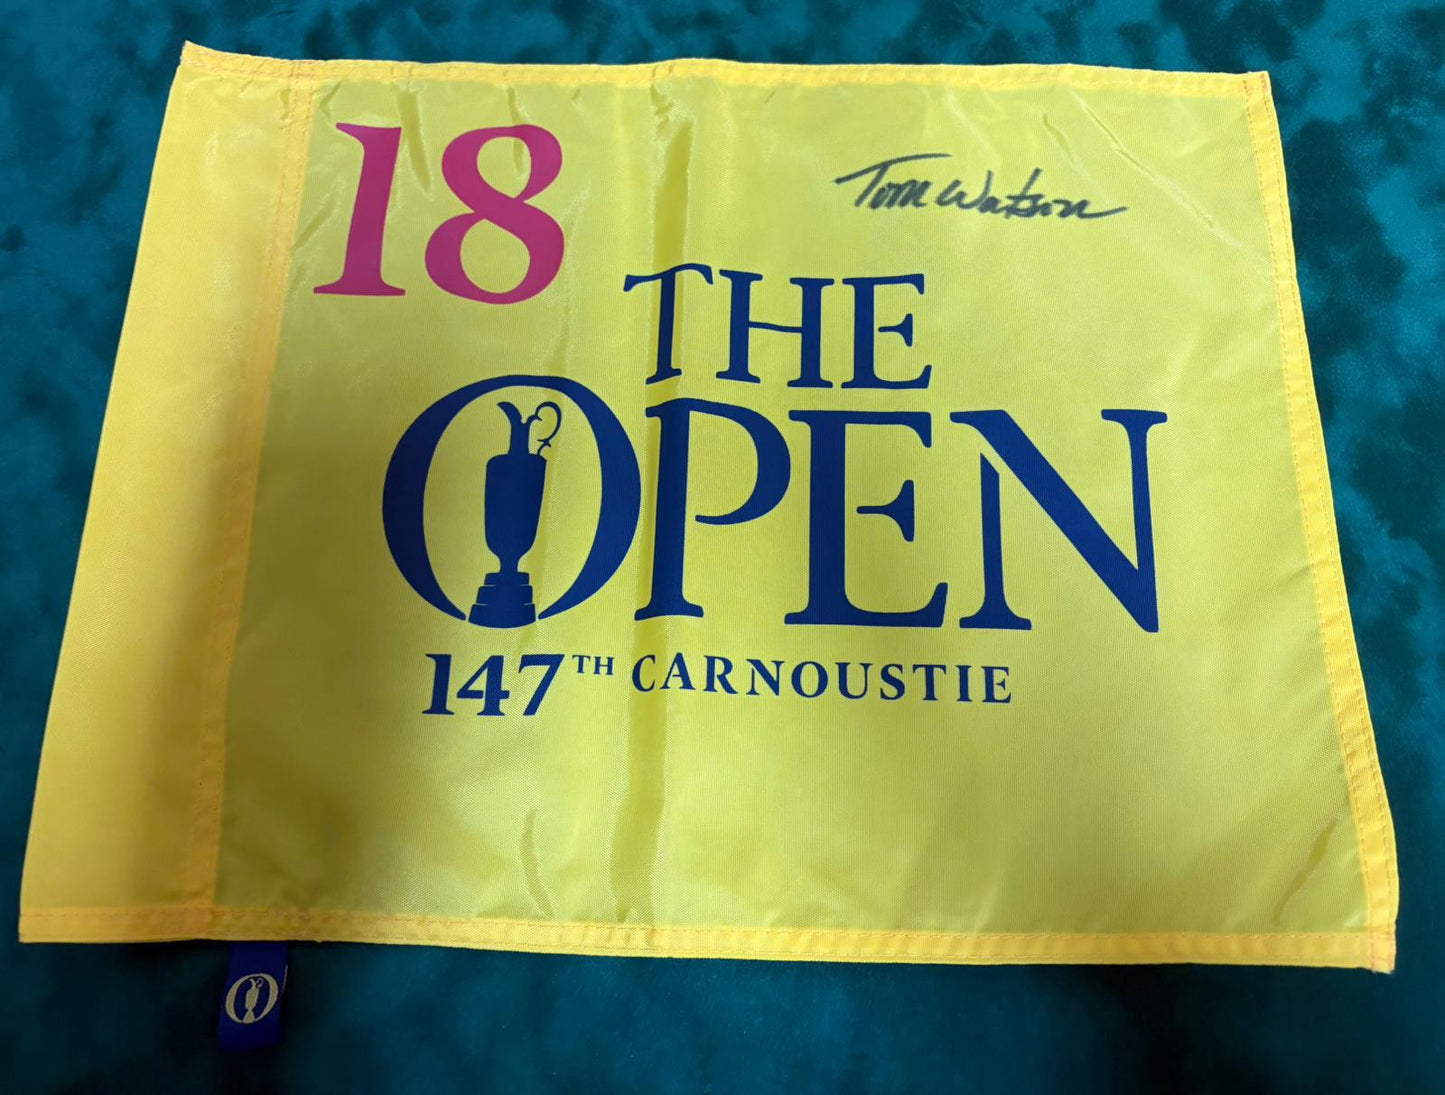 18
Tom Watson
THE
OPEN
147TH CARNOUSTIE